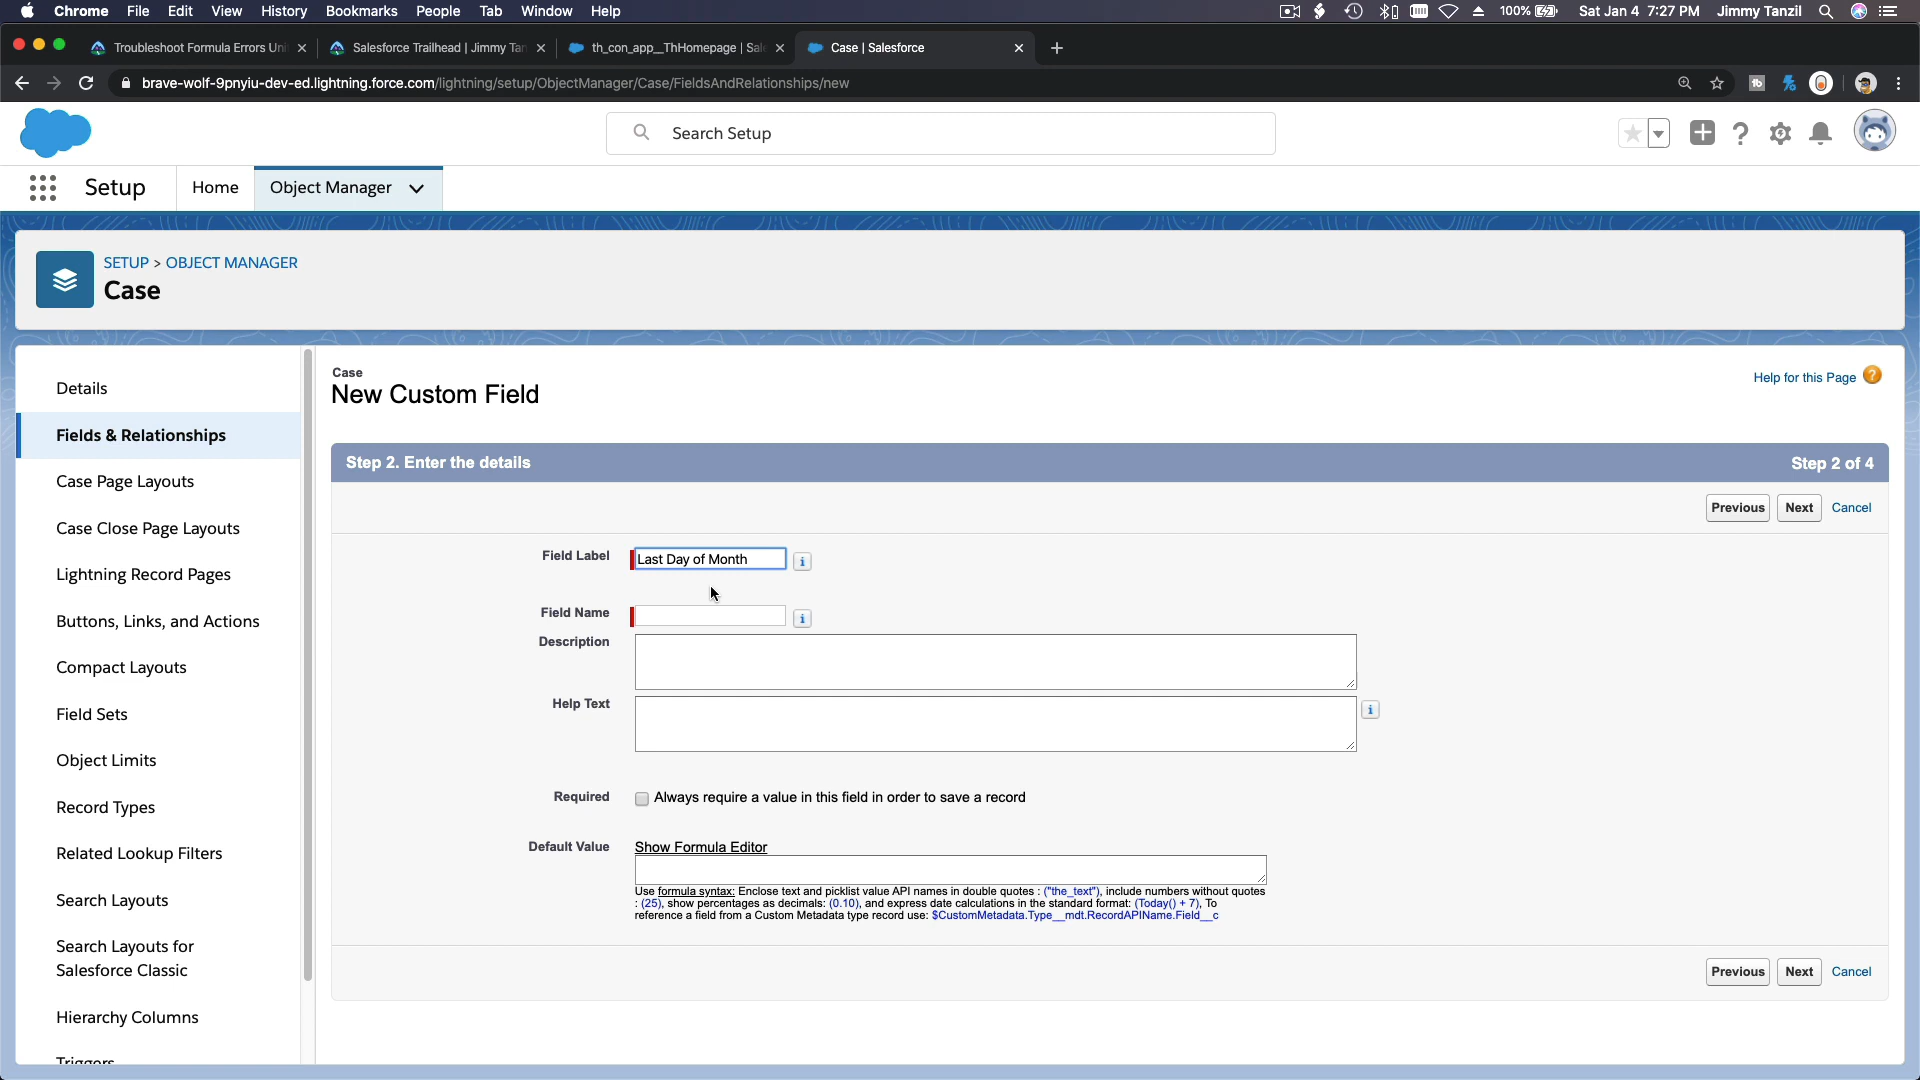 Chrome File Edit View History Bookmarks People Tab Window Help 100% Sat Jan 4 7:27 PM Jimmy Tanzil
Troubleshoot Formula Errors Uni
Salesforce Trailhead | Jimmy Tan
th_con_app__ThHomepage | Sal
Case | Salesforce
brave-wolf-9pnyiu-dev-ed.lightning.force.com/lightning/setup/ObjectManager/Case/FieldsAndRelationships/new
Search Setup
Setup Home Object Manager
SETUP > OBJECT MANAGER
Case
Details
Fields & Relationships
Case Page Layouts
Case Close Page Layouts
Lightning Record Pages
Buttons, Links, and Actions
Compact Layouts
Field Sets
Object Limits
Record Types
Related Lookup Filters
Search Layouts
Search Layouts for
Salesforce Classic
Hierarchy Columns
Triggers
Case
New Custom Field
Help for this Page
Step 2. Enter the details Step 2 of 4
Previous Next Cancel
Field Label Last Day of Month
Field Name
Description
Help Text
Required Always require a value in this field in order to save a record
Default Value Show Formula Editor
Use formula syntax: Enclose text and picklist value API names in double quotes : ("the_text"), include numbers without quotes
: (25), show percentages as decimals: (0.10), and express date calculations in the standard format: (Today() + 7), To
reference a field from a Custom Metadata type record use: $CustomMetadata.Type__mdt.RecordAPIName.Field__c
Previous Next Cancel